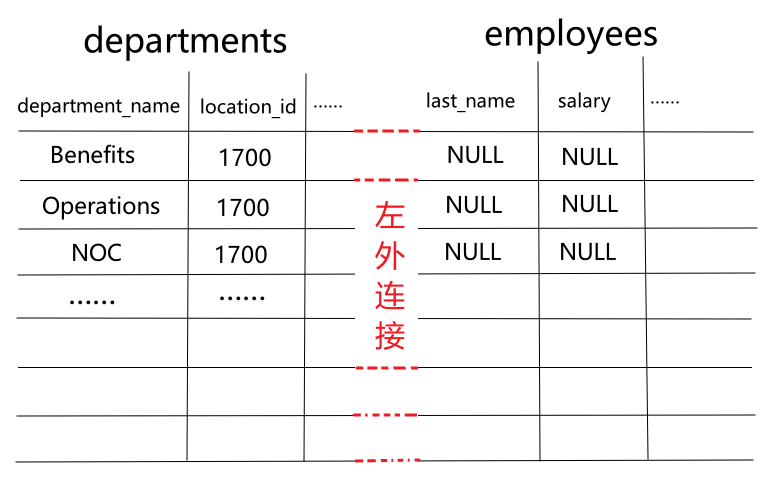 departments employees
department_name location_id ...... last_name salary ......
Benefits 1700 NULL NULL
Operations 1700 NULL NULL
NOC 1700 NULL NULL
...... ......
左外连接